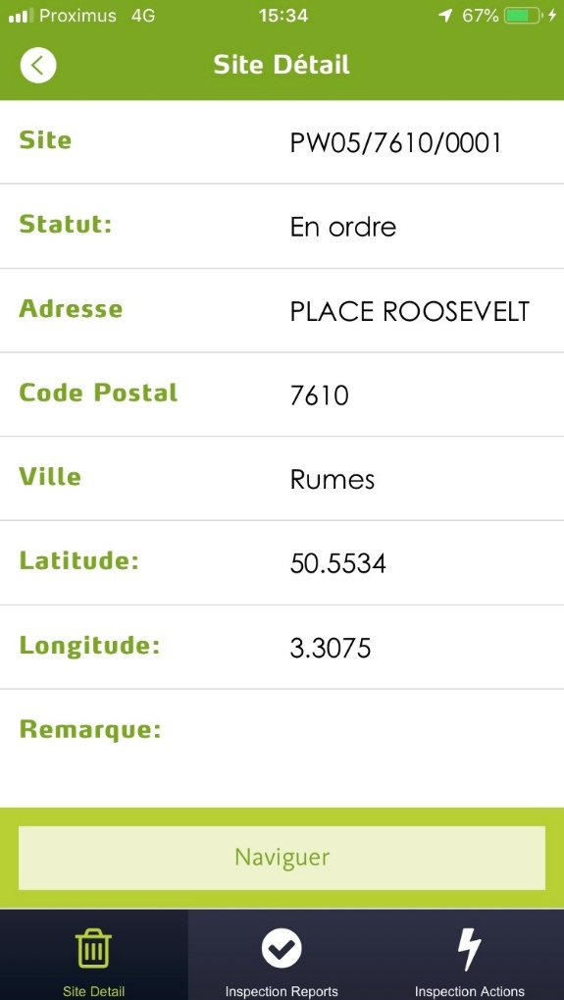 Proximus 4G 15:34 67%
Site Détail
Site PW05/7610/0001
Statut: En ordre
Adresse PLACE ROOSEVELT
Code Postal 7610
Ville Rumes
Latitude: 50.5534
Longitude: 3.3075
Remarque:
Naviguer
Site Detail Inspection Reports Inspection Actions